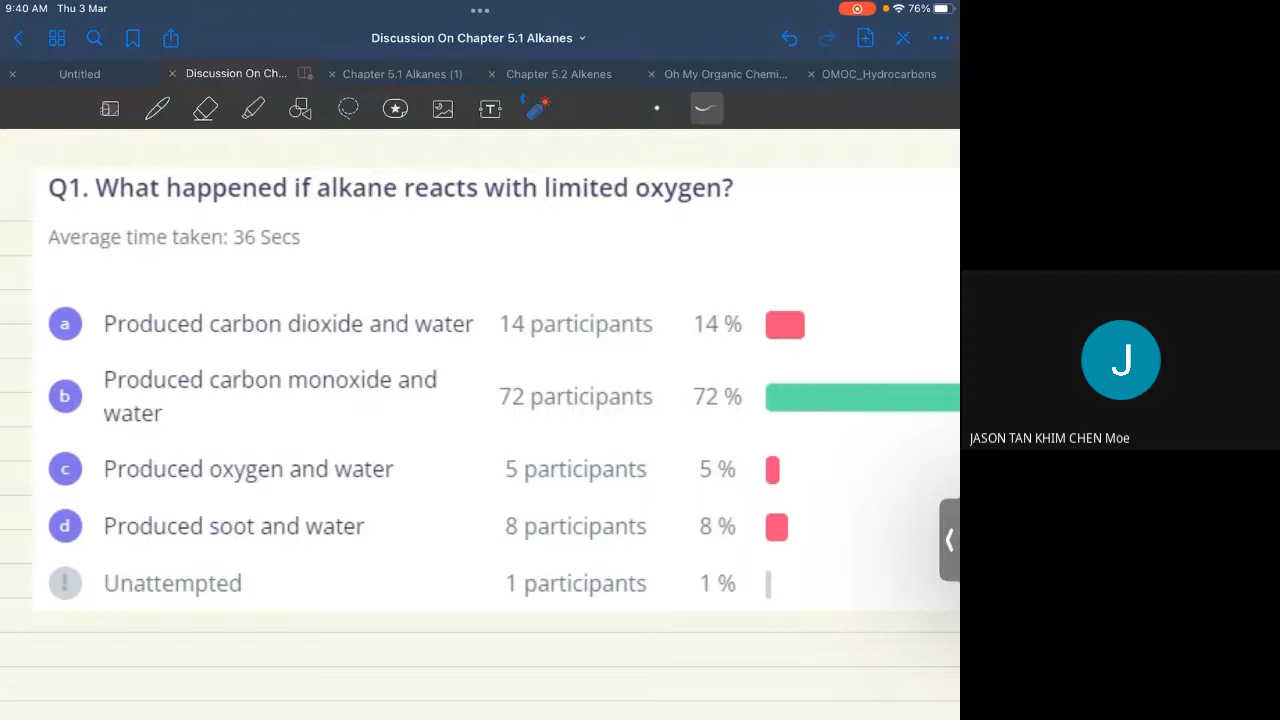 9:40 AM Thu 3 Mar
76%
Discussion On Chapter 5.1 Alkanes
Untitled
Discussion On Ch...
Chapter 5.1 Alkanes (1)
Chapter 5.2 Alkenes
Oh My Organic Chemi...
OMOC_Hydrocarbons
Q1. What happened if alkane reacts with limited oxygen?
Average time taken: 36 Secs
a Produced carbon dioxide and water 14 participants 14 %
b Produced carbon monoxide and
water 72 participants 72 %
c Produced oxygen and water 5 participants 5 %
d Produced soot and water 8 participants 8 %
! Unattempted 1 participants 1 %
J
JASON TAN KHIM CHEN Moe